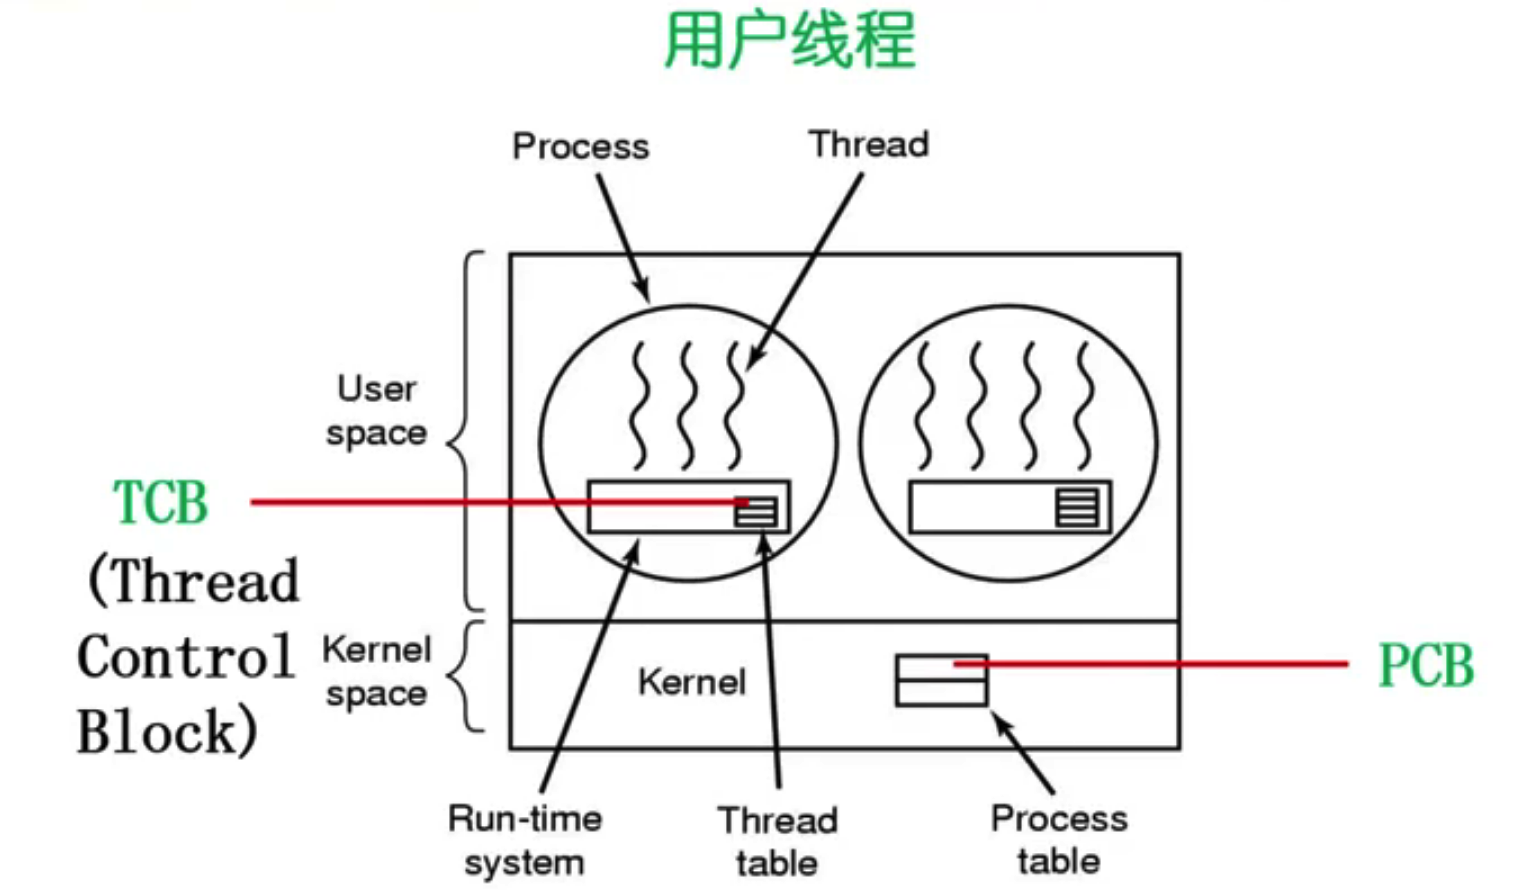 用户线程
Process
Thread
User
space
TCB
(Thread
Control
Block)
Kernel
space
Kernel
PCB
Run-time
system
Thread
table
Process
table